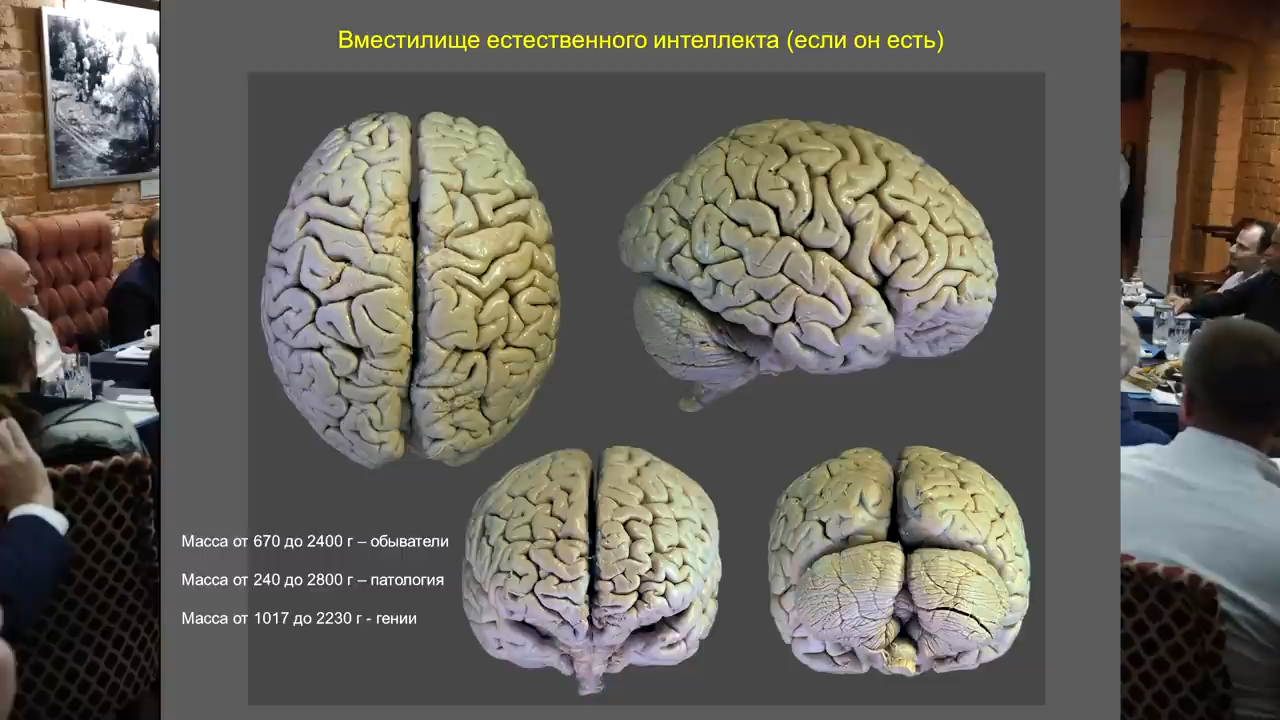 Вместилище естественного интеллекта (если он есть)
Масса от 670 до 2400 г – обыватели
Масса от 240 до 2800 г – патология
Масса от 1017 до 2230 г - гении